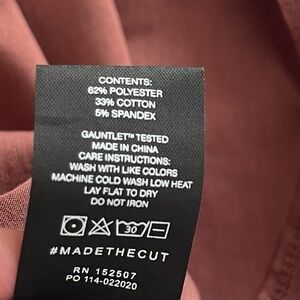 CONTENTS:
62% POLYESTER
33% COTTON
5% SPANDEX
GAUNTLET™ TESTED
MADE IN CHINA
CARE INSTRUCTIONS:
WASH WITH LIKE COLORS
MACHINE COLD WASH LOW HEAT
LAY FLAT TO DRY
DO NOT IRON
30
#MADETHECUT
RN 152507
PO 114-022020